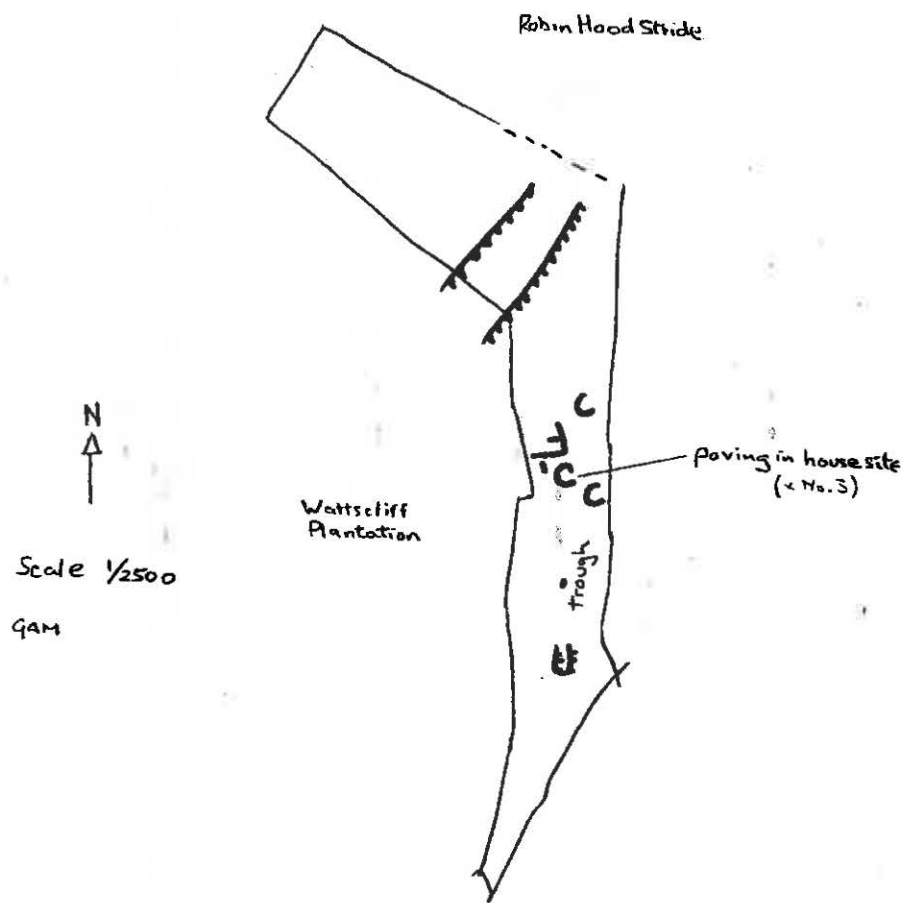 Robin Hood Stride
N
paving in house site
(x No. 3)
Wattscliff
Plantation
trough
Scale 1/2500
GAM